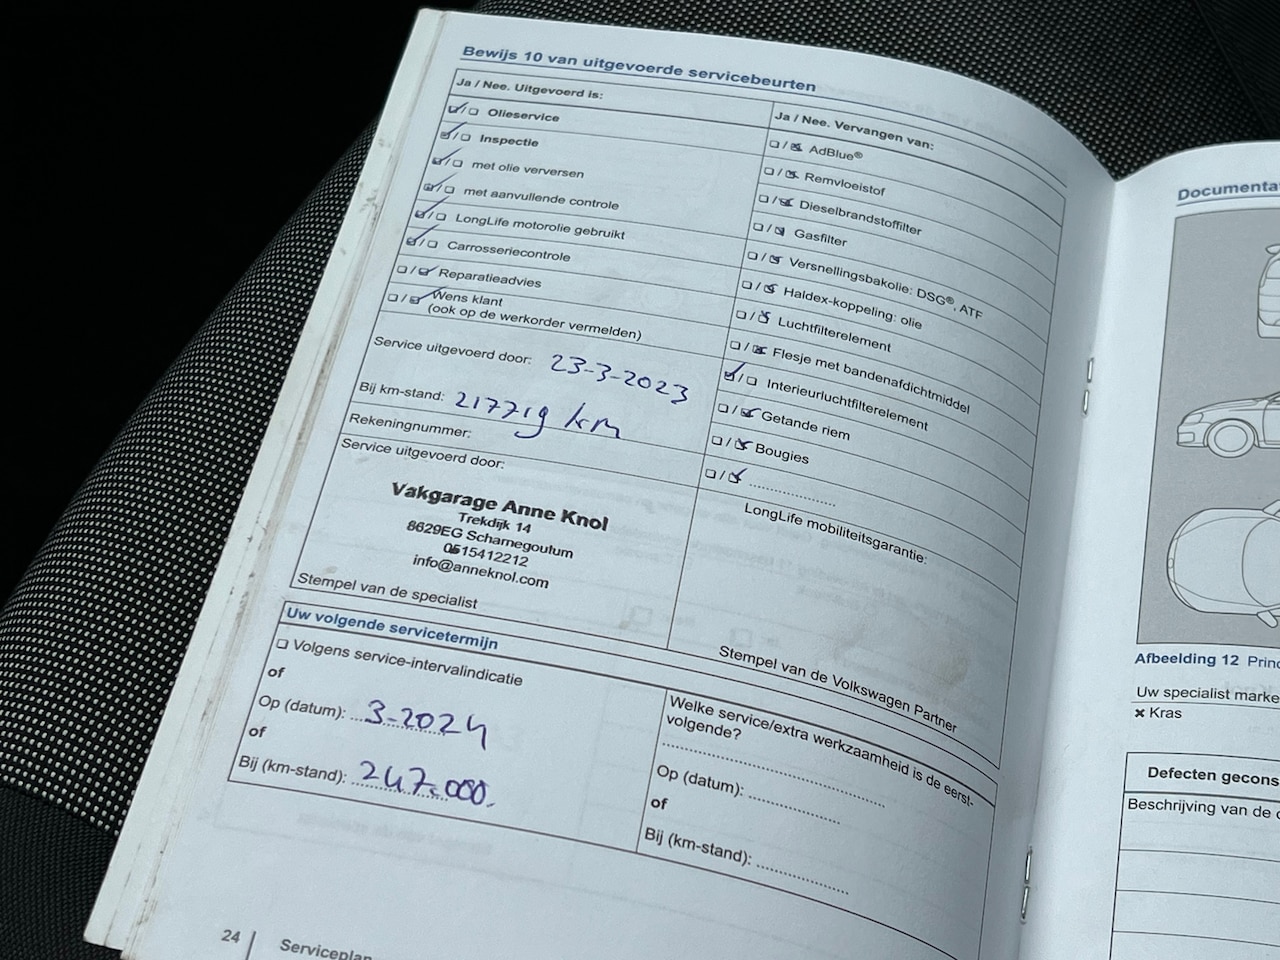 Bewijs 10 van uitgevoerde servicebeurten
Ja / Nee. Uitgevoerd is:
Olieservice
Inspectie
met olie verversen
met aanvullende controle
LongLife motorolie gebruikt
Carrosseriecontrole
Reparatieadvies
Wens klant
(ook op de werkorder vermelden)
Service uitgevoerd door: 23-3-2023
Bij km-stand: 217719 km
Rekeningnummer:
Service uitgevoerd door:
Vakgarage Anne Knol
Trekdijk 14
8629EG Scharnegoutum
0515412212
info@anneknol.com
Stempel van de specialist
Ja / Nee. Vervangen van:
AdBlue®
Remvloeistof
Dieselbrandstoffilter
Gasfilter
Versnellingsbakolie: DSG®, ATF
Haldex-koppeling: olie
Luchtfilterelement
Flesje met bandenafdichtmiddel
Interieurluchtfilterelement
Getande riem
Bougies
LongLife mobiliteitsgarantie:
Stempel van de Volkswagen Partner
Uw volgende servicetermijn
Volgens service-intervalindicatie
of
Op (datum): 3-2024
of
Bij (km-stand): 247.000.
Welke service/extra werkzaamheid is de eerst-
volgende?
Op (datum):
of
Bij (km-stand):
24
Serviceplan
Documenta
Afbeelding 12 Princ
Uw specialist marke
Kras
Defecten gecons
Beschrijving van de